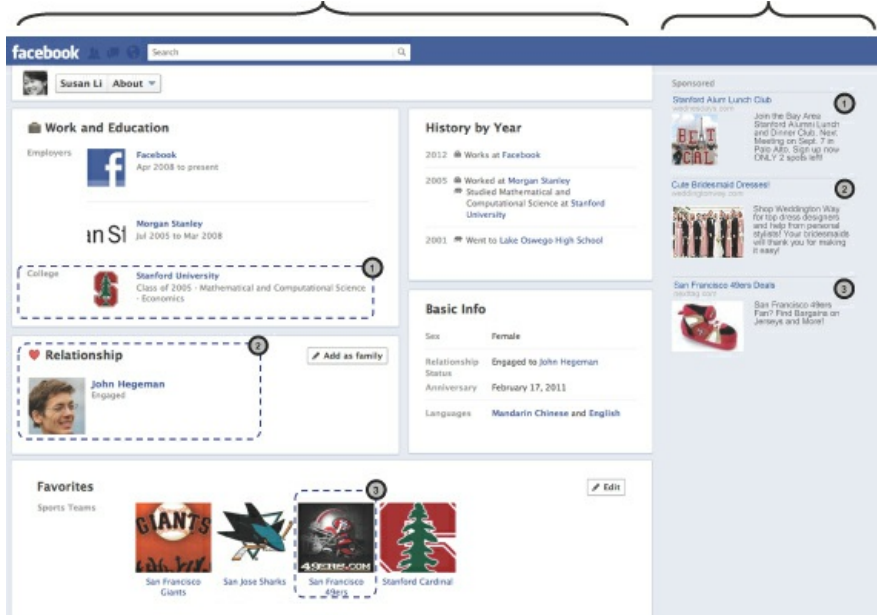 facebook
Search
Susan Li About
Work and Education
Employers
Facebook
Apr 2008 to present
an St
Morgan Stanley
Jul 2005 to Mar 2008
College
1
Stanford University
Class of 2005 · Mathematical and Computational Science
· Economics
Relationship
2
Add as family
John Hegeman
Engaged
History by Year
2012 Works at Facebook
2005 Worked at Morgan Stanley
Studied Mathematical and
Computational Science at Stanford
University
2001 Went to Lake Oswego High School
Basic Info
Sex Female
Relationship Status Engaged to John Hegeman
Anniversary February 17, 2011
Languages Mandarin Chinese and English
Favorites
Edit
Sports Teams
3
GIANTS
49ERS.COM
San Francisco
Giants
San Jose Sharks
San Francisco
49ers
Stanford Cardinal
Sponsored
Stanford Alum Lunch Club
1
BEAT
CAL
Join the Bay Area
Stanford Alumni Lunch
and Dinner Club. Next
Meeting on Sept. 7 in
Palo Alto. Sign up now
ONLY 2 spots left!
Cute Bridesmaid Dresses!
2
weddingtonway.com
Shop Weddington Way
for top dress designers
and help from personal
stylists! Your bridesmaids
will thank you for making
it easy!
San Francisco 49ers Deals
3
San Francisco 49ers
Fan? Find Bargains on
Jerseys and More!